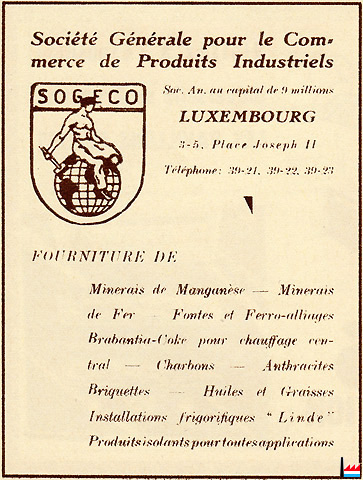 Société Générale pour le Com-
merce de Produits Industriels
SOGECO
Soc. An. au capital de 9 millions
LUXEMBOURG
3-5, Place Joseph II
Téléphone: 39-21, 39-22, 39-23
FOURNITURE DE
Minerais de Manganèse — Minerais
de Fer — Fontes et Ferro-alliages
Brabantia-Coke pour chauffage cen-
tral — Charbons — Anthracites
Briquettes — Huiles et Graisses
Installations frigorifiques "Linde"
Produits isolants pour toutes applications